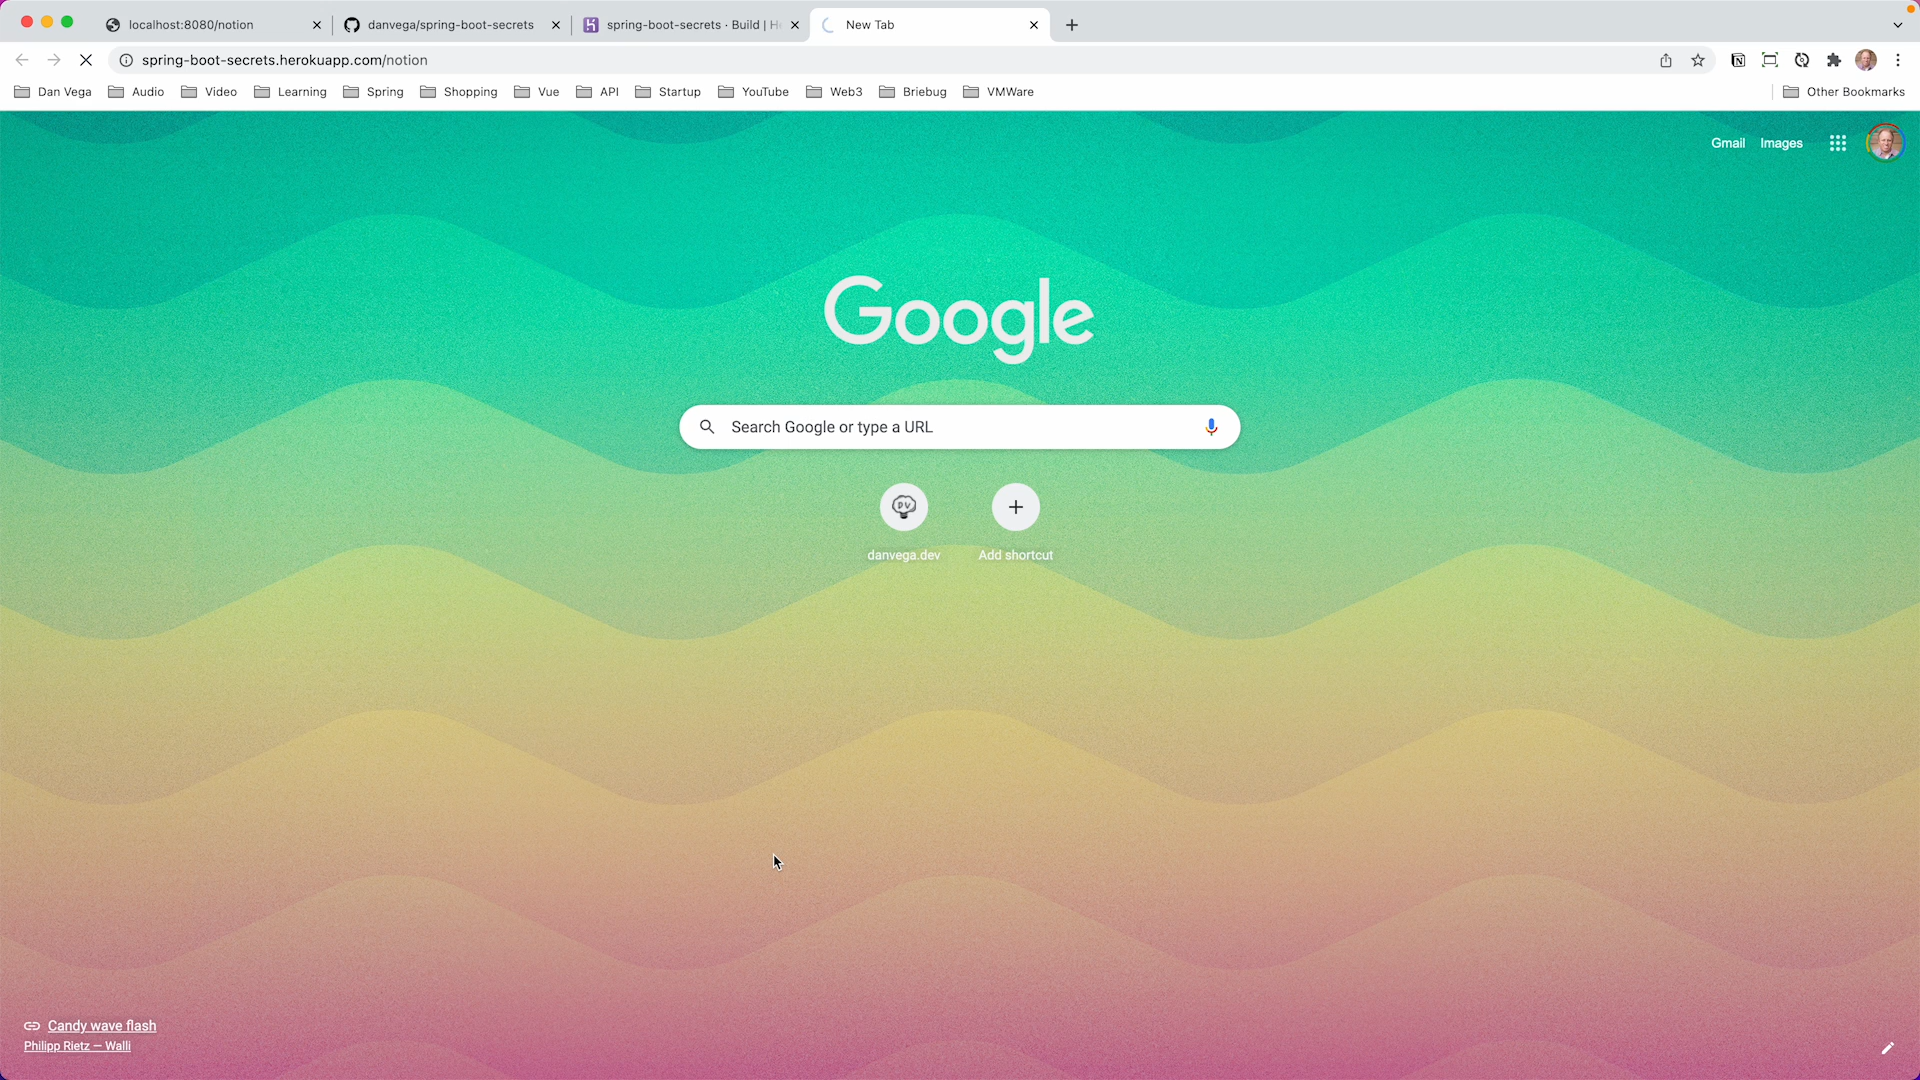 localhost:8080/notion
danvega/spring-boot-secrets
spring-boot-secrets · Build | H
New Tab
spring-boot-secrets.herokuapp.com/notion
Dan Vega
Audio
Video
Learning
Spring
Shopping
Vue
API
Startup
YouTube
Web3
Briebug
VMWare
Other Bookmarks
Gmail
Images
Google
Search Google or type a URL
DV
danvega.dev
Add shortcut
Candy wave flash
Philipp Rietz — Walli